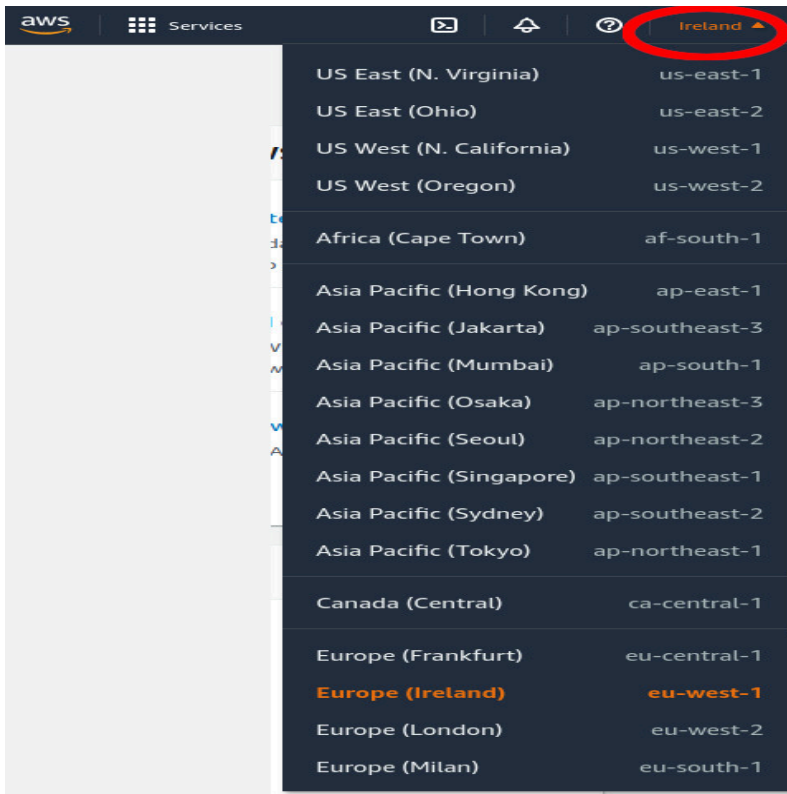 aws Services Ireland
US East (N. Virginia) us-east-1
US East (Ohio) us-east-2
US West (N. California) us-west-1
US West (Oregon) us-west-2
Africa (Cape Town) af-south-1
Asia Pacific (Hong Kong) ap-east-1
Asia Pacific (Jakarta) ap-southeast-3
Asia Pacific (Mumbai) ap-south-1
Asia Pacific (Osaka) ap-northeast-3
Asia Pacific (Seoul) ap-northeast-2
Asia Pacific (Singapore) ap-southeast-1
Asia Pacific (Sydney) ap-southeast-2
Asia Pacific (Tokyo) ap-northeast-1
Canada (Central) ca-central-1
Europe (Frankfurt) eu-central-1
Europe (Ireland) eu-west-1
Europe (London) eu-west-2
Europe (Milan) eu-south-1